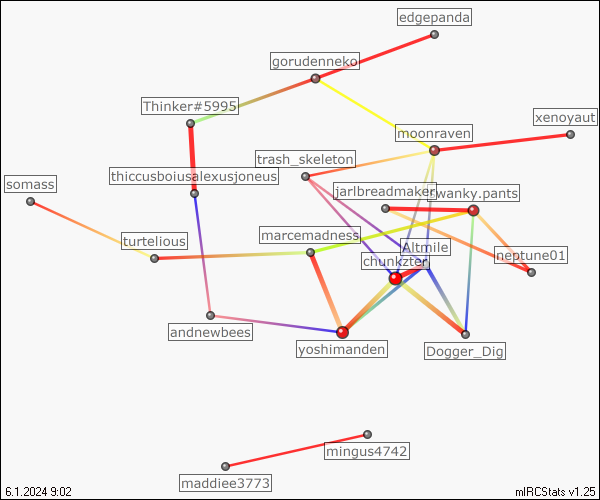 edgepanda
gorudenneko
Thinker#5995
xenoyaut
moonraven
trash_skeleton
thiccusboiusalexusjoneus
somass
jarlbreadmaker
swanky.pants
marcemadness
turtelious
Altmile
neptune01
chunkzter
andnewbees
yoshimanden
Dogger_Dig
mingus4742
maddiee3773
6.1.2024 9:02
mIRCStats v1.25